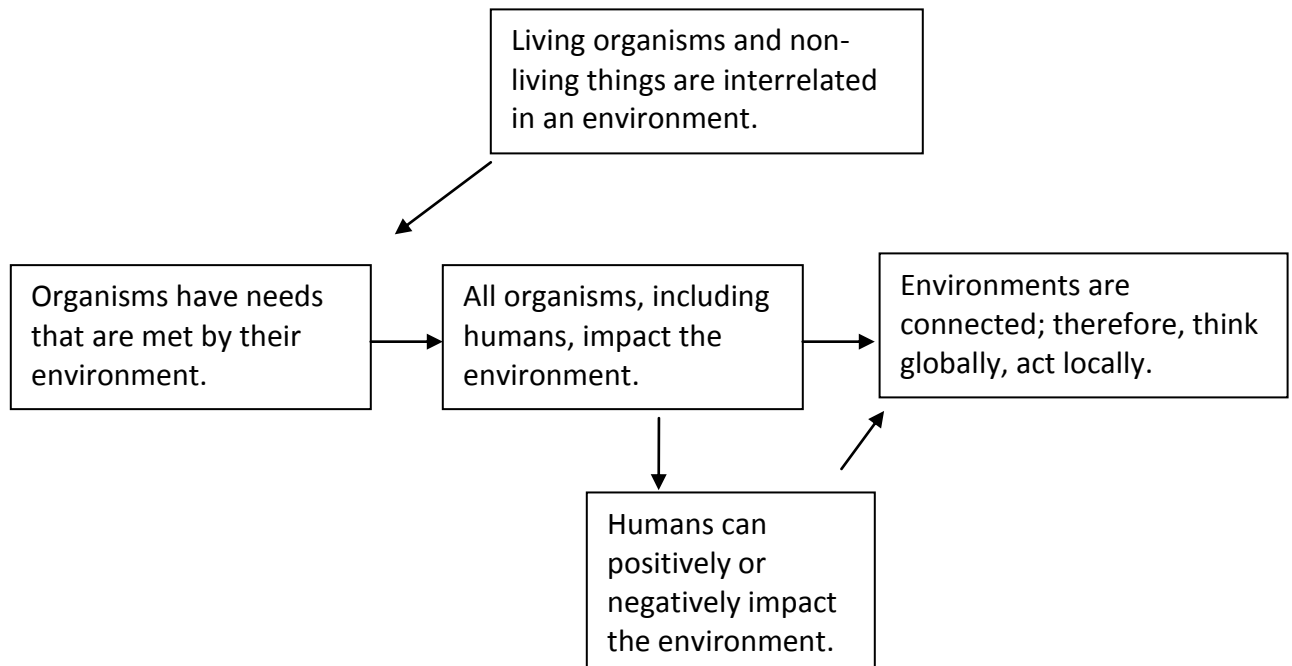 Living organisms and non-
living things are interrelated
in an environment.
Organisms have needs
that are met by their
environment.
All organisms, including
humans, impact the
environment.
Environments are
connected; therefore, think
globally, act locally.
Humans can
positively or
negatively impact
the environment.